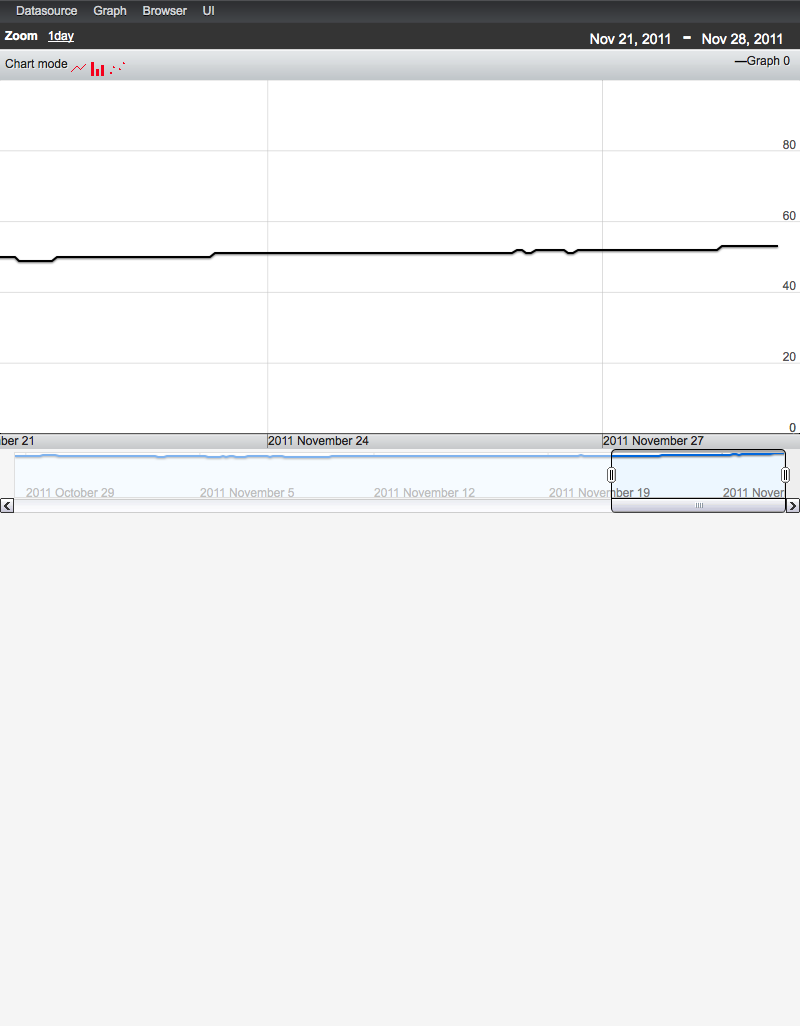 Datasource Graph Browser UI
Zoom 1day Nov 21, 2011 – Nov 28, 2011
Chart mode —Graph 0
80
60
40
20
0
ber 21 2011 November 24 2011 November 27
2011 October 29 2011 November 5 2011 November 12 2011 November 19 2011 Nover